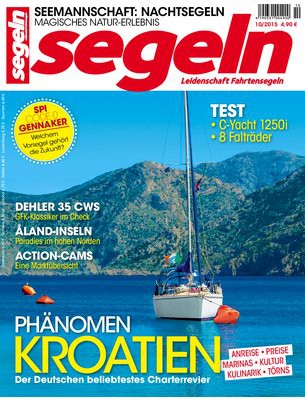 segeln
SEEMANNSCHAFT: NACHTSEGELN
MAGISCHES NATUR-ERLEBNIS
10/2015 4,90 €
segeln
Leidenschaft Fahrtensegeln
SPI
CODE 0
GENNAKER
Welchem
Vorsegel gehört
die Zukunft?
TEST
• C-Yacht 1250i
• 8 Falträder
DEHLER 35 CWS
GFK-Klassiker im Check
ÅLAND-INSELN
Paradies im hohen Norden
ACTION-CAMS
Eine Marktübersicht
PHÄNOMEN
KROATIEN
Der Deutschen beliebtestes Charterrevier
ANREISE • PREISE
MARINAS • KULTUR
KULINARIK • TÖRNS